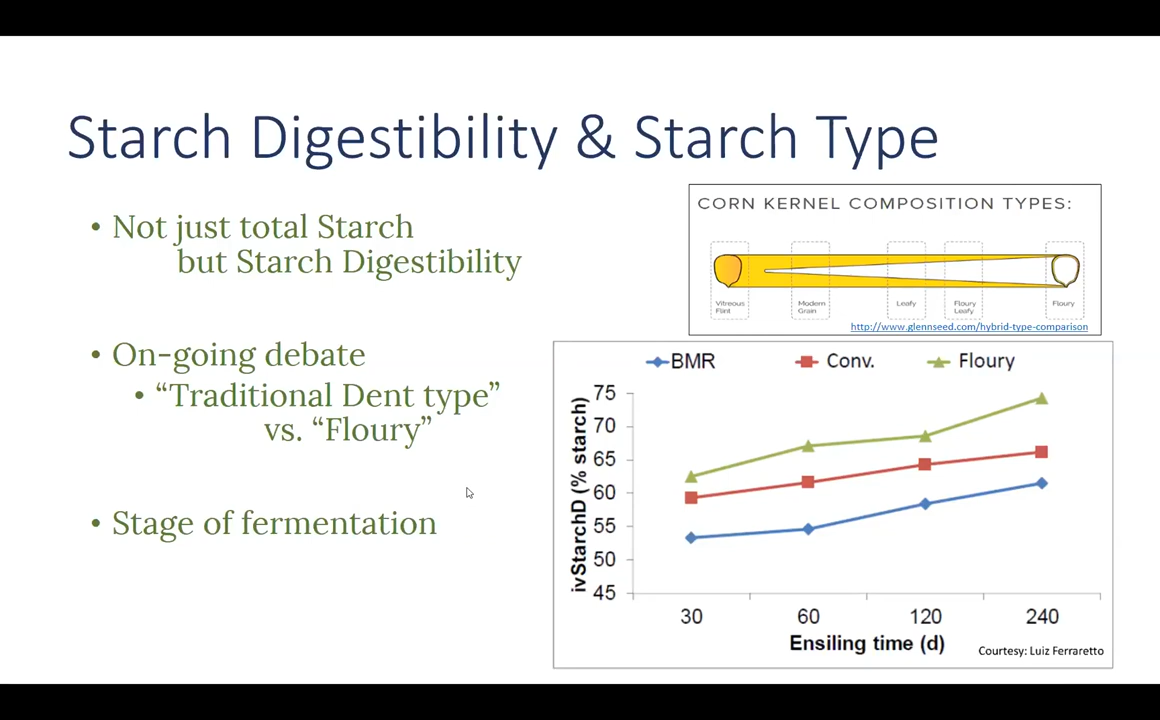 Starch Digestibility & Starch Type
• Not just total Starch
but Starch Digestibility
• On-going debate
• “Traditional Dent type”
vs. “Floury”
• Stage of fermentation
CORN KERNEL COMPOSITION TYPES:
Vitreous
Flint
Modern
Grain
Leafy
Floury
Leafy
Floury
http://www.glennseed.com/hybrid-type-comparison
BMR
Conv.
Floury
ivStarchD (% starch)
75
70
65
60
55
50
45
30
60
120
240
Ensiling time (d)
Courtesy: Luiz Ferraretto